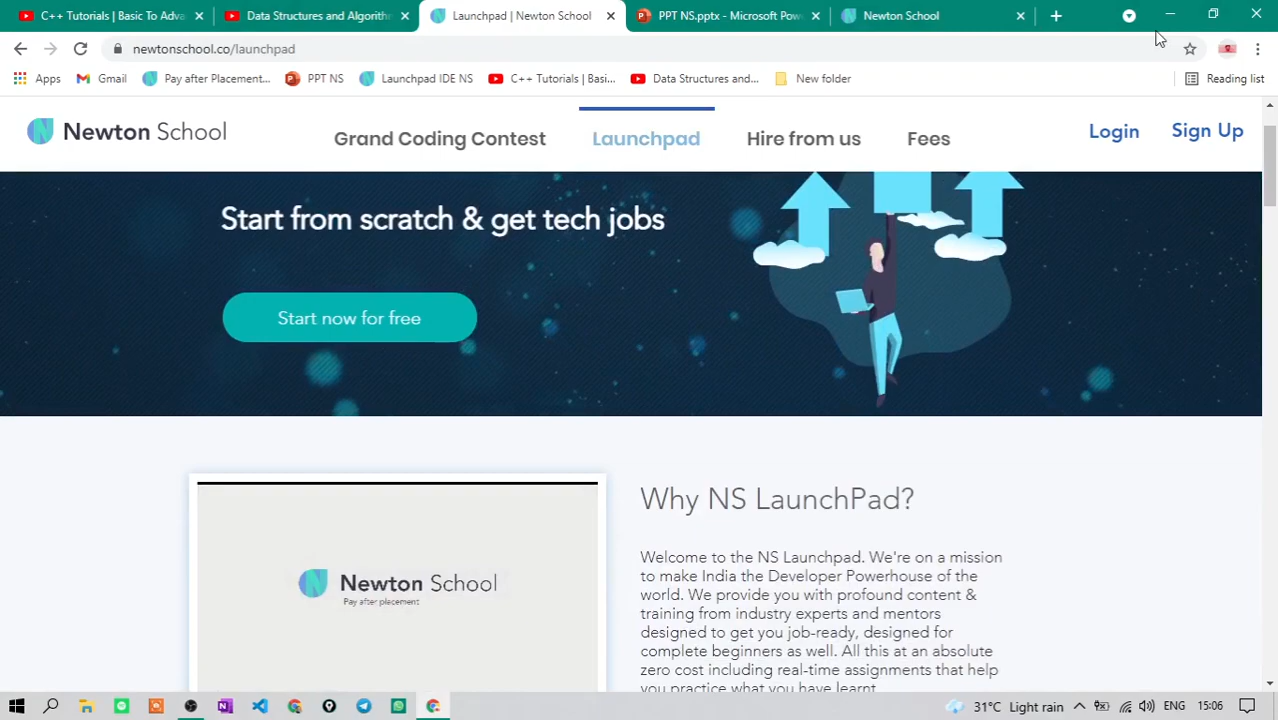 C++ Tutorials | Basic To Adva
Data Structures and Algorithm
Launchpad | Newton School
PPT NS.pptx - Microsoft Pow
Newton School
newtonschool.co/launchpad
Apps
Gmail
Pay after Placement...
PPT NS
Launchpad IDE NS
C++ Tutorials | Basi...
Data Structures and...
New folder
Reading list
Newton School
Grand Coding Contest
Launchpad
Hire from us
Fees
Login
Sign Up
Start from scratch & get tech jobs
Start now for free
Newton School
Pay after placement
Why NS LaunchPad?
Welcome to the NS Launchpad. We're on a mission
to make India the Developer Powerhouse of the
world. We provide you with profound content &
training from industry experts and mentors
designed to get you job-ready, designed for
complete beginners as well. All this at an absolute
zero cost including real-time assignments that help
you practice what you have learnt.
31°C Light rain
ENG
15:06